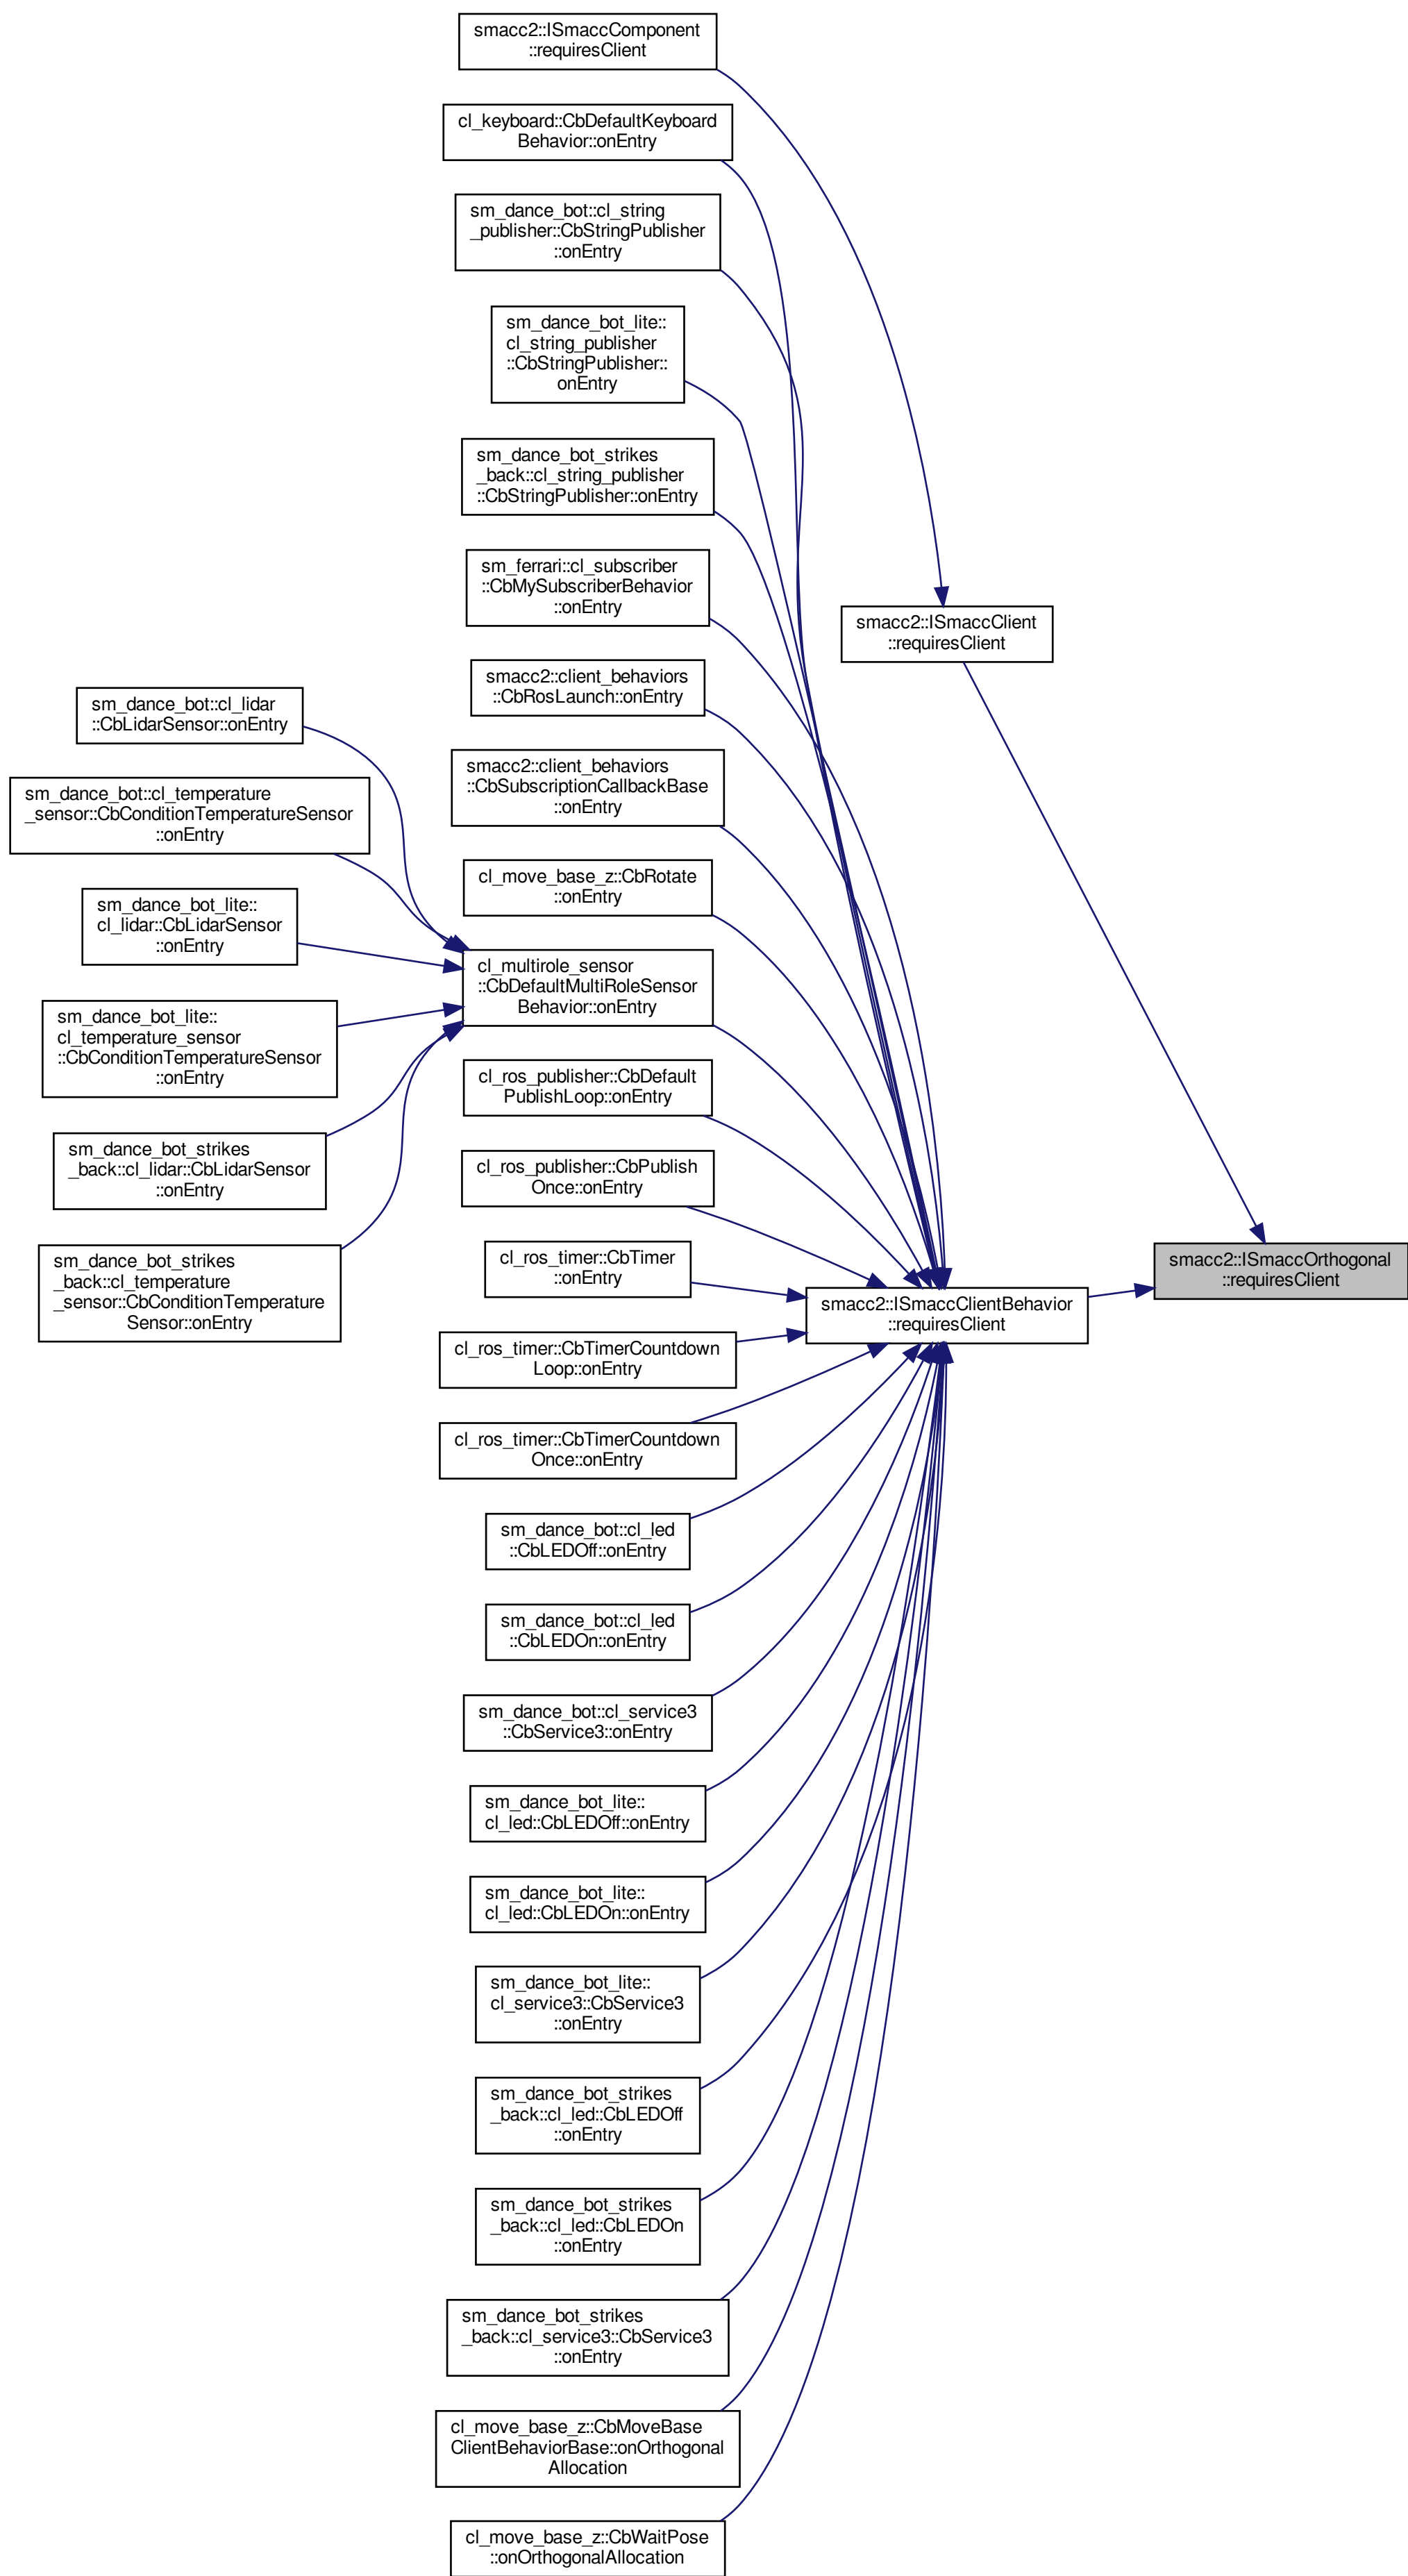 smacc2::ISmaccComponent
::requiresClient
cl_keyboard::CbDefaultKeyboard
Behavior::onEntry
sm_dance_bot::cl_string
_publisher::CbStringPublisher
::onEntry
sm_dance_bot_lite::
cl_string_publisher
::CbStringPublisher::
onEntry
sm_dance_bot_strikes
_back::cl_string_publisher
::CbStringPublisher::onEntry
sm_ferrari::cl_subscriber
::CbMySubscriberBehavior
::onEntry
smacc2::ISmaccClient
::requiresClient
smacc2::client_behaviors
::CbRosLaunch::onEntry
sm_dance_bot::cl_lidar
::CbLidarSensor::onEntry
smacc2::client_behaviors
::CbSubscriptionCallbackBase
::onEntry
sm_dance_bot::cl_temperature
_sensor::CbConditionTemperatureSensor
::onEntry
cl_move_base_z::CbRotate
::onEntry
sm_dance_bot_lite::
cl_lidar::CbLidarSensor
::onEntry
cl_multirole_sensor
::CbDefaultMultiRoleSensor
Behavior::onEntry
sm_dance_bot_lite::
cl_temperature_sensor
::CbConditionTemperatureSensor
::onEntry
cl_ros_publisher::CbDefault
PublishLoop::onEntry
sm_dance_bot_strikes
_back::cl_lidar::CbLidarSensor
::onEntry
cl_ros_publisher::CbPublish
Once::onEntry
sm_dance_bot_strikes
_back::cl_temperature
_sensor::CbConditionTemperature
Sensor::onEntry
cl_ros_timer::CbTimer
::onEntry
smacc2::ISmaccOrthogonal
::requiresClient
smacc2::ISmaccClientBehavior
::requiresClient
cl_ros_timer::CbTimerCountdown
Loop::onEntry
cl_ros_timer::CbTimerCountdown
Once::onEntry
sm_dance_bot::cl_led
::CbLEDOff::onEntry
sm_dance_bot::cl_led
::CbLEDOn::onEntry
sm_dance_bot::cl_service3
::CbService3::onEntry
sm_dance_bot_lite::
cl_led::CbLEDOff::onEntry
sm_dance_bot_lite::
cl_led::CbLEDOn::onEntry
sm_dance_bot_lite::
cl_service3::CbService3
::onEntry
sm_dance_bot_strikes
_back::cl_led::CbLEDOff
::onEntry
sm_dance_bot_strikes
_back::cl_led::CbLEDOn
::onEntry
sm_dance_bot_strikes
_back::cl_service3::CbService3
::onEntry
cl_move_base_z::CbMoveBase
ClientBehaviorBase::onOrthogonal
Allocation
cl_move_base_z::CbWaitPose
::onOrthogonalAllocation